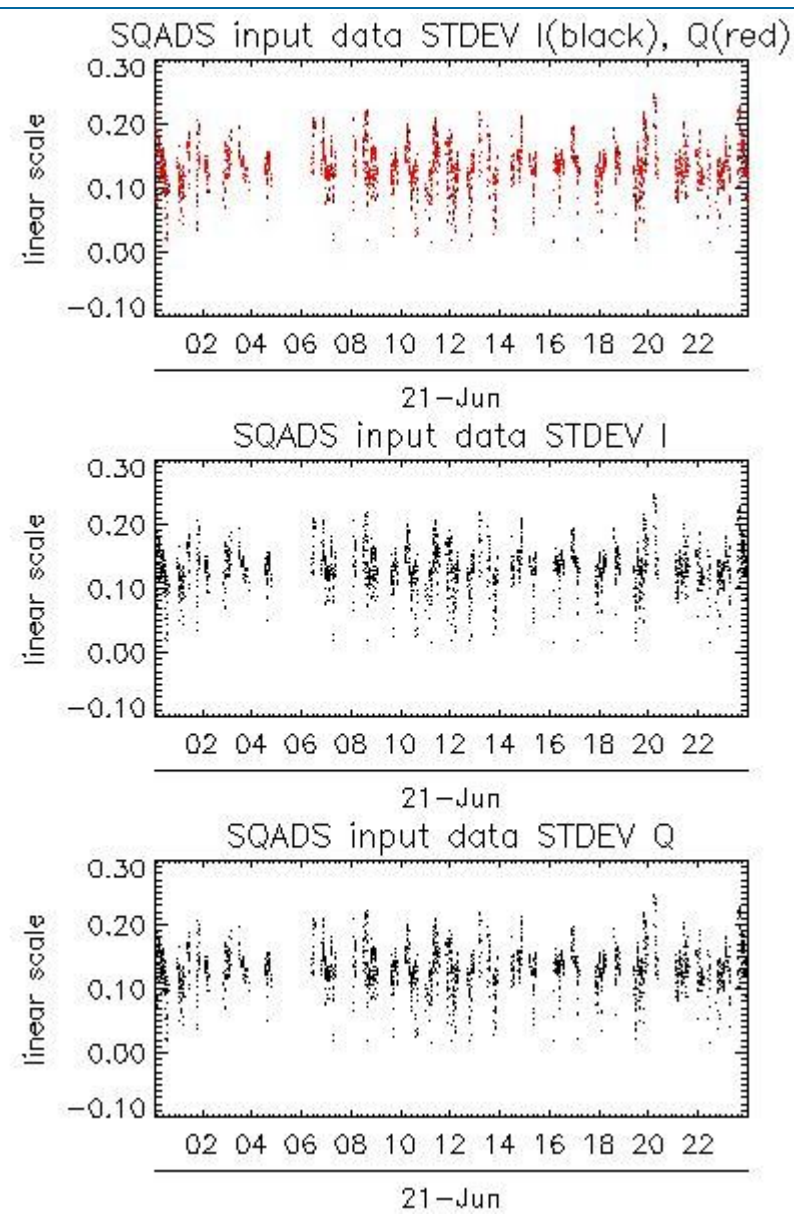 SQADS input data STDEV I(black), Q(red)
0.30
0.20
0.10
0.00
-0.10
linear scale
02 04 06 08 10 12 14 16 18 20 22
21-Jun
SQADS input data STDEV I
0.30
0.20
0.10
0.00
-0.10
linear scale
02 04 06 08 10 12 14 16 18 20 22
21-Jun
SQADS input data STDEV Q
0.30
0.20
0.10
0.00
-0.10
linear scale
02 04 06 08 10 12 14 16 18 20 22
21-Jun